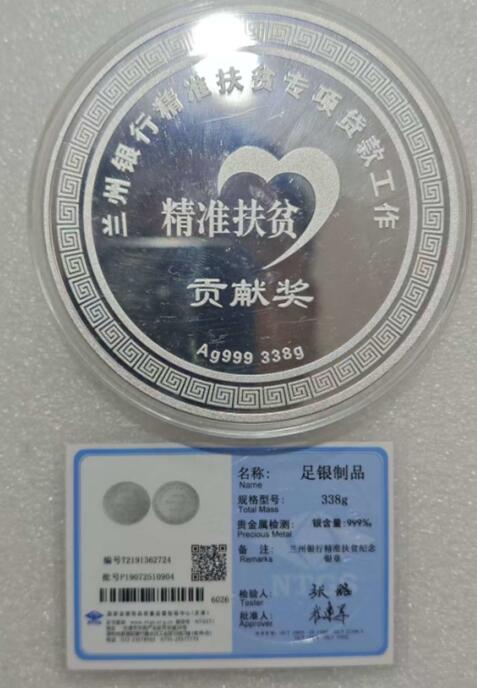 兰州银行精准扶贫专项贷款工作
精准扶贫
贡献奖
Ag999 338g
名称: 足银制品
Name
规格型号: 338g
Total Mass
贵金属检测: 银含量:999‰
Precious Metal
备 注: 兰州银行精准扶贫纪念
Remarks 银章
编号T2191362724
批号P19072510904
6026
检验人:
Tester
批准人:
Approver
NTGS